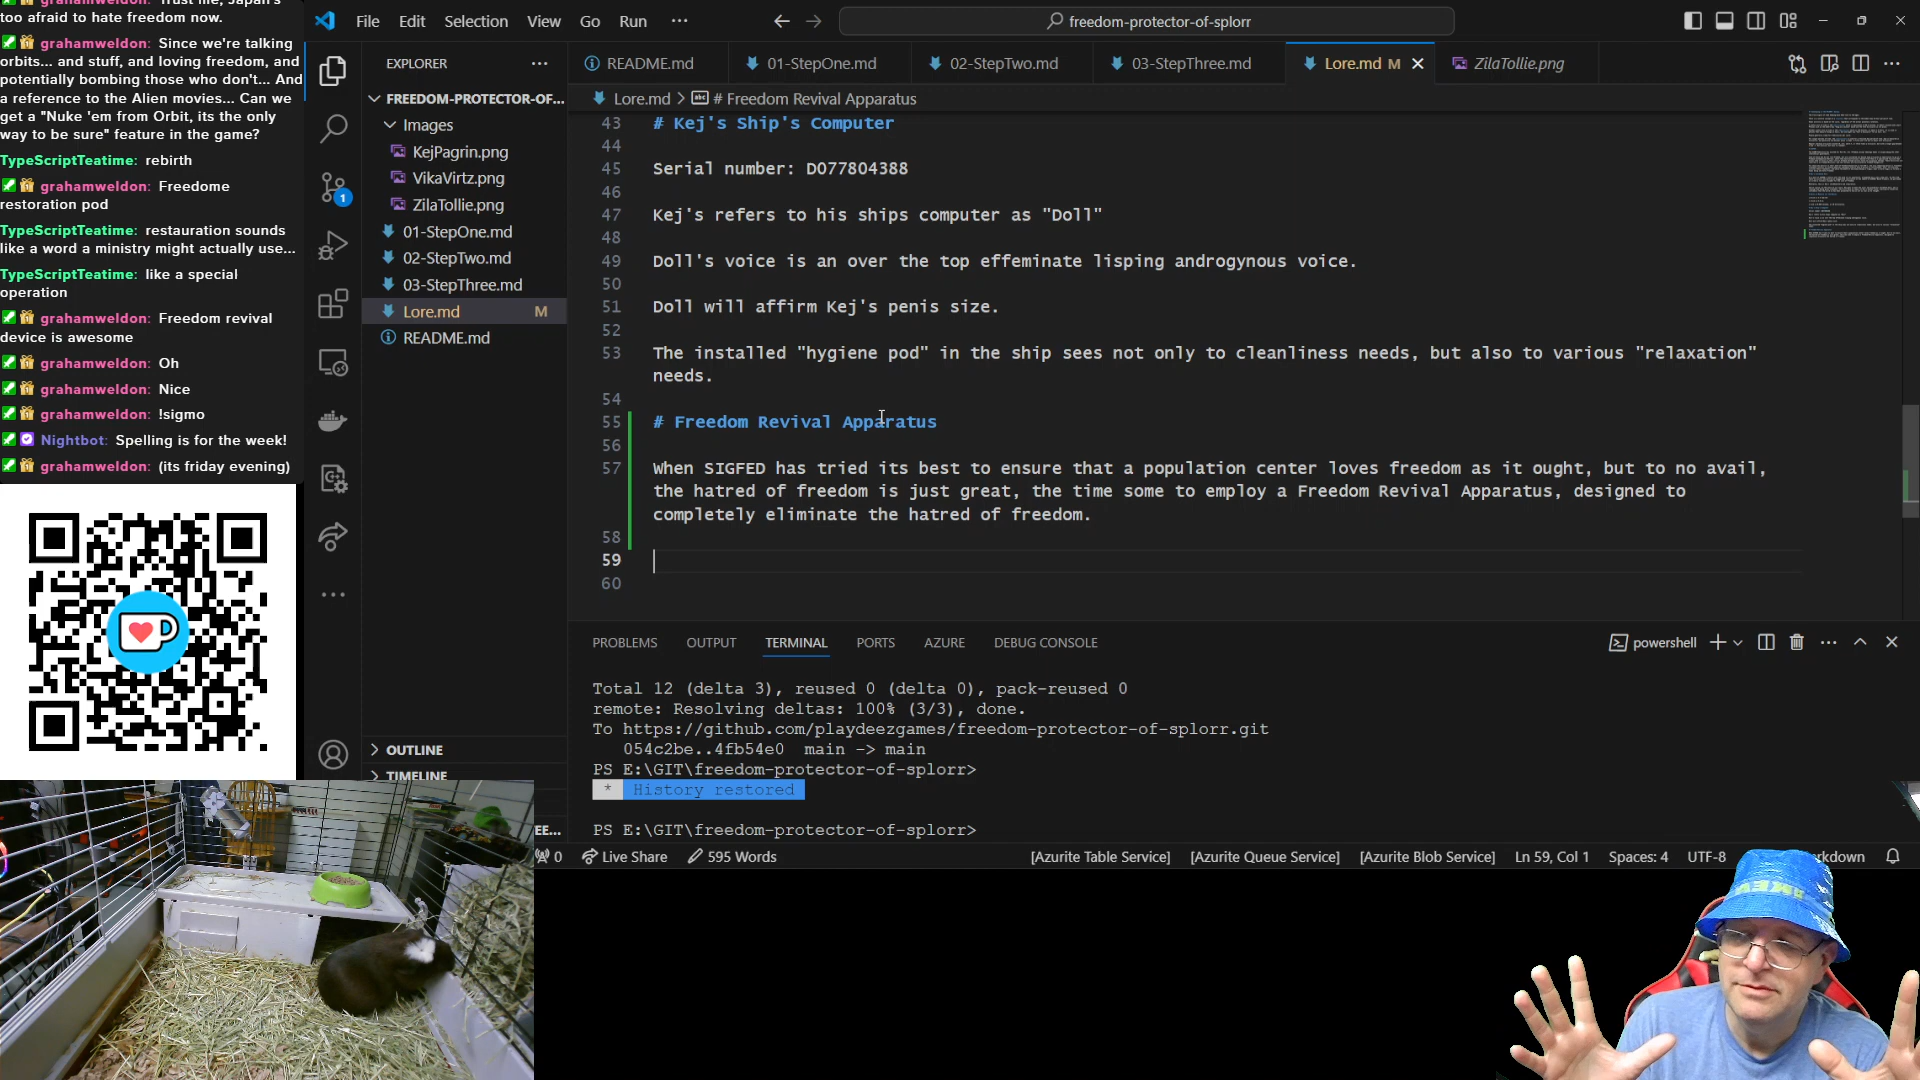 grahamweldon: Trust me, Japan's
too afraid to hate freedom now.
grahamweldon: Since we're talking
orbits... and stuff, and loving freedom, and
potentially bombing those who don't... And
a reference to the Alien movies... Can we
get a "Nuke 'em from Orbit, its the only
way to be sure" feature in the game?
TypeScriptTeatime: rebirth
grahamweldon: Freedome
restoration pod
TypeScriptTeatime: restauration sounds
like a word a ministry might actually use...
TypeScriptTeatime: like a special
operation
grahamweldon: Freedom revival
device is awesome
grahamweldon: Oh
grahamweldon: Nice
grahamweldon: !sigmo
Nightbot: Spelling is for the week!
grahamweldon: (its friday evening)
File Edit Selection View Go Run ···
freedom-protector-of-splorr
EXPLORER
FREEDOM-PROTECTOR-OF...
Images
KejPagrin.png
VikaVirtz.png
ZilaTollie.png
01-StepOne.md
02-StepTwo.md
03-StepThree.md
Lore.md M
README.md
OUTLINE
TIMELINE
1
README.md 01-StepOne.md 02-StepTwo.md 03-StepThree.md Lore.md M ZilaTollie.png
Lore.md > # Freedom Revival Apparatus
43 # Kej's Ship's Computer
44
45 Serial number: D077804388
46
47 Kej's refers to his ships computer as "Doll"
48
49 Doll's voice is an over the top effeminate lisping androgynous voice.
50
51 Doll will affirm Kej's penis size.
52
53 The installed "hygiene pod" in the ship sees not only to cleanliness needs, but also to various "relaxation"
needs.
54
55 # Freedom Revival Apparatus
56
57 When SIGFED has tried its best to ensure that a population center loves freedom as it ought, but to no avail,
the hatred of freedom is just great, the time some to employ a Freedom Revival Apparatus, designed to
completely eliminate the hatred of freedom.
58
59
60
PROBLEMS OUTPUT TERMINAL PORTS AZURE DEBUG CONSOLE
powershell
Total 12 (delta 3), reused 0 (delta 0), pack-reused 0
remote: Resolving deltas: 100% (3/3), done.
To https://github.com/playdeezgames/freedom-protector-of-splorr.git
054c2be..4fb54e0 main -> main
PS E:\GIT\freedom-protector-of-splorr>
* History restored
PS E:\GIT\freedom-protector-of-splorr>
EE...
0 Live Share 595 Words [Azurite Table Service] [Azurite Queue Service] [Azurite Blob Service] Ln 59, Col 1 Spaces: 4 UTF-8 rkdown